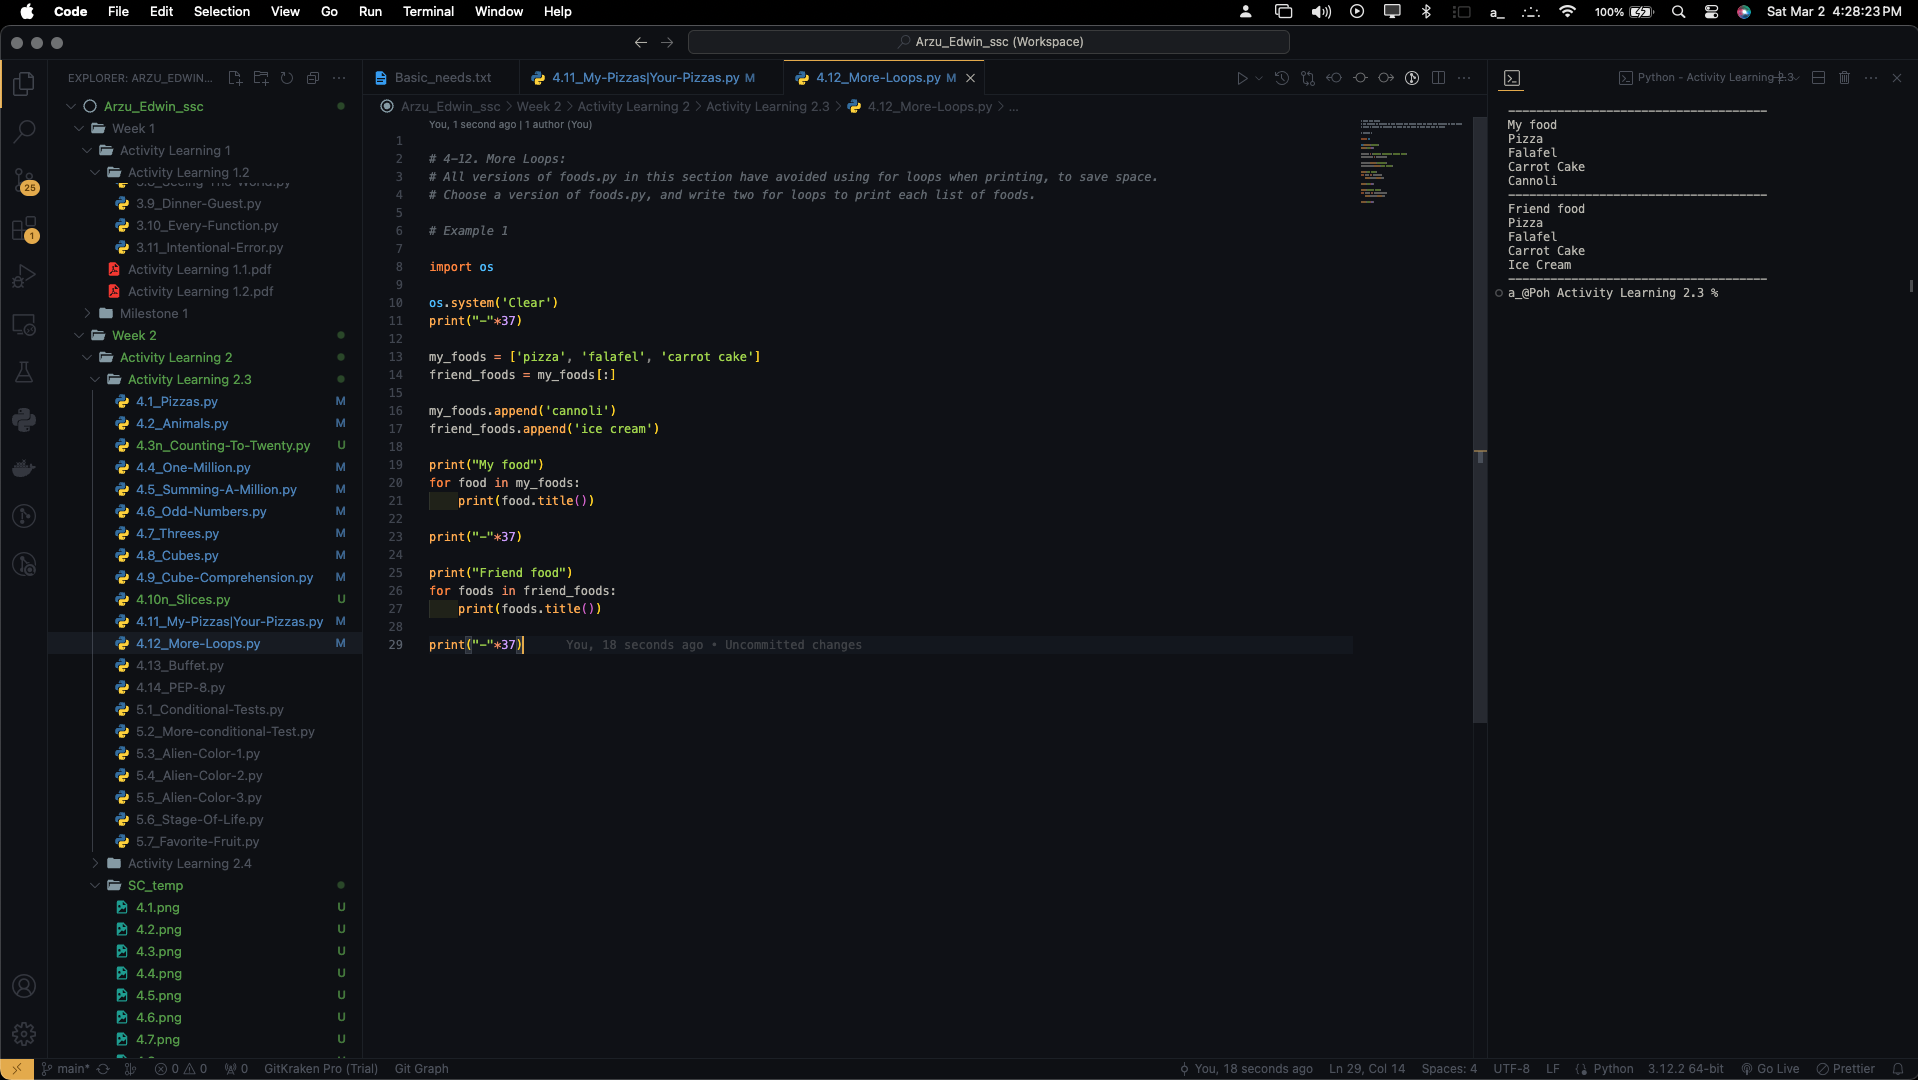 Code File Edit Selection View Go Run Terminal Window Help
a_ 100% Sat Mar 2 4:28:23 PM
Arzu_Edwin_ssc (Workspace)
EXPLORER: ARZU_EDWIN...
Arzu_Edwin_ssc
Week 1
Activity Learning 1
Activity Learning 1.2
3.9_Dinner-Guest.py
3.10_Every-Function.py
3.11_Intentional-Error.py
Activity Learning 1.1.pdf
Activity Learning 1.2.pdf
Milestone 1
Week 2
Activity Learning 2
Activity Learning 2.3
4.1_Pizzas.py M
4.2_Animals.py M
4.3n_Counting-To-Twenty.py U
4.4_One-Million.py M
4.5_Summing-A-Million.py M
4.6_Odd-Numbers.py M
4.7_Threes.py M
4.8_Cubes.py M
4.9_Cube-Comprehension.py M
4.10n_Slices.py U
4.11_My-Pizzas|Your-Pizzas.py M
4.12_More-Loops.py M
4.13_Buffet.py
4.14_PEP-8.py
5.1_Conditional-Tests.py
5.2_More-conditional-Test.py
5.3_Alien-Color-1.py
5.4_Alien-Color-2.py
5.5_Alien-Color-3.py
5.6_Stage-Of-Life.py
5.7_Favorite-Fruit.py
Activity Learning 2.4
SC_temp
4.1.png U
4.2.png U
4.3.png U
4.4.png U
4.5.png U
4.6.png U
4.7.png U
25
1
Basic_needs.txt 4.11_My-Pizzas|Your-Pizzas.py M 4.12_More-Loops.py M
Arzu_Edwin_ssc > Week 2 > Activity Learning 2 > Activity Learning 2.3 > 4.12_More-Loops.py > ...
You, 1 second ago | 1 author (You)
1
2 # 4-12. More Loops:
3 # All versions of foods.py in this section have avoided using for loops when printing, to save space.
4 # Choose a version of foods.py, and write two for loops to print each list of foods.
5
6 # Example 1
7
8 import os
9
10 os.system('Clear')
11 print("-"*37)
12
13 my_foods = ['pizza', 'falafel', 'carrot cake']
14 friend_foods = my_foods[:]
15
16 my_foods.append('cannoli')
17 friend_foods.append('ice cream')
18
19 print("My food")
20 for food in my_foods:
21 print(food.title())
22
23 print("-"*37)
24
25 print("Friend food")
26 for foods in friend_foods:
27 print(foods.title())
28
29 print("-"*37) You, 18 seconds ago • Uncommitted changes
Python - Activity Learning 2.3
-------------------------------------
My food
Pizza
Falafel
Carrot Cake
Cannoli
-------------------------------------
Friend food
Pizza
Falafel
Carrot Cake
Ice Cream
-------------------------------------
a_@Poh Activity Learning 2.3 %
main* 0 0 0 GitKraken Pro (Trial) Git Graph
You, 18 seconds ago Ln 29, Col 14 Spaces: 4 UTF-8 LF Python 3.12.2 64-bit Go Live Prettier